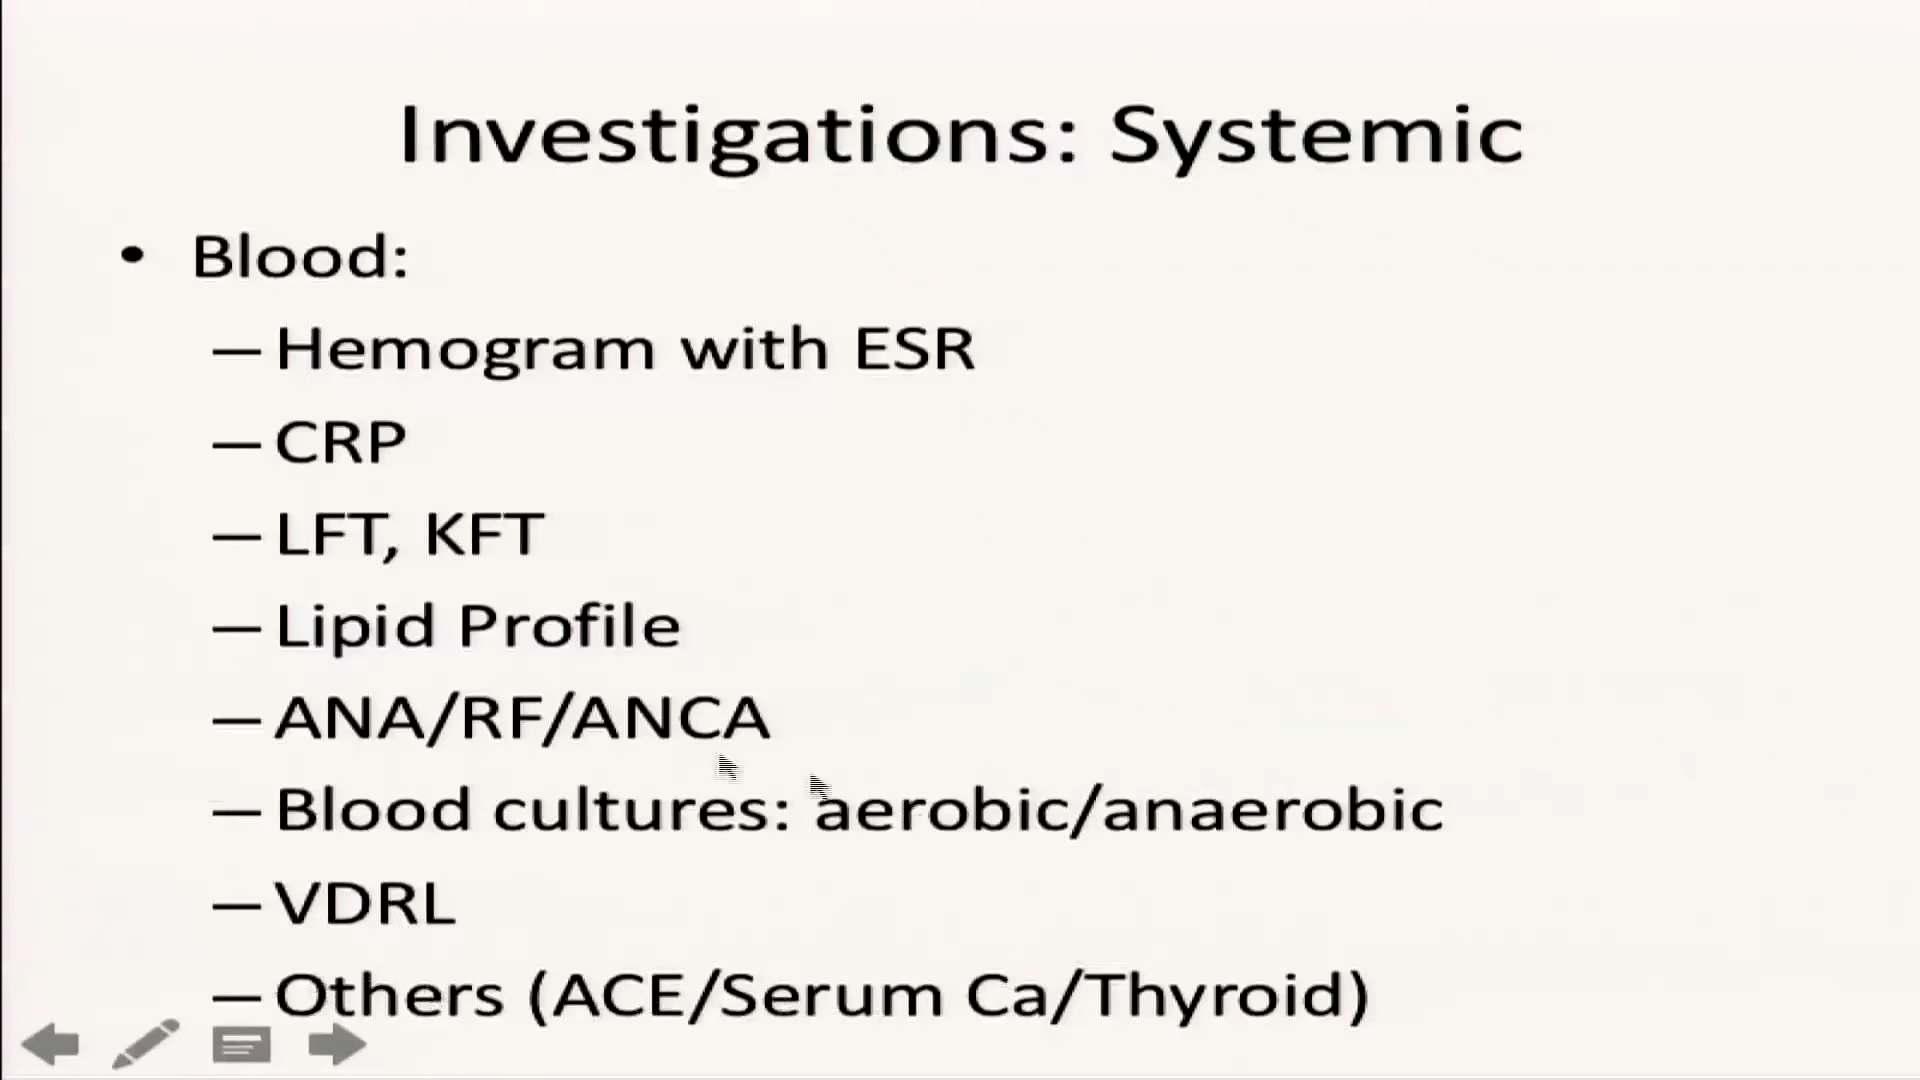 Investigations: Systemic
• Blood:
– Hemogram with ESR
– CRP
– LFT, KFT
– Lipid Profile
– ANA/RF/ANCA
– Blood cultures: aerobic/anaerobic
– VDRL
– Others (ACE/Serum Ca/Thyroid)